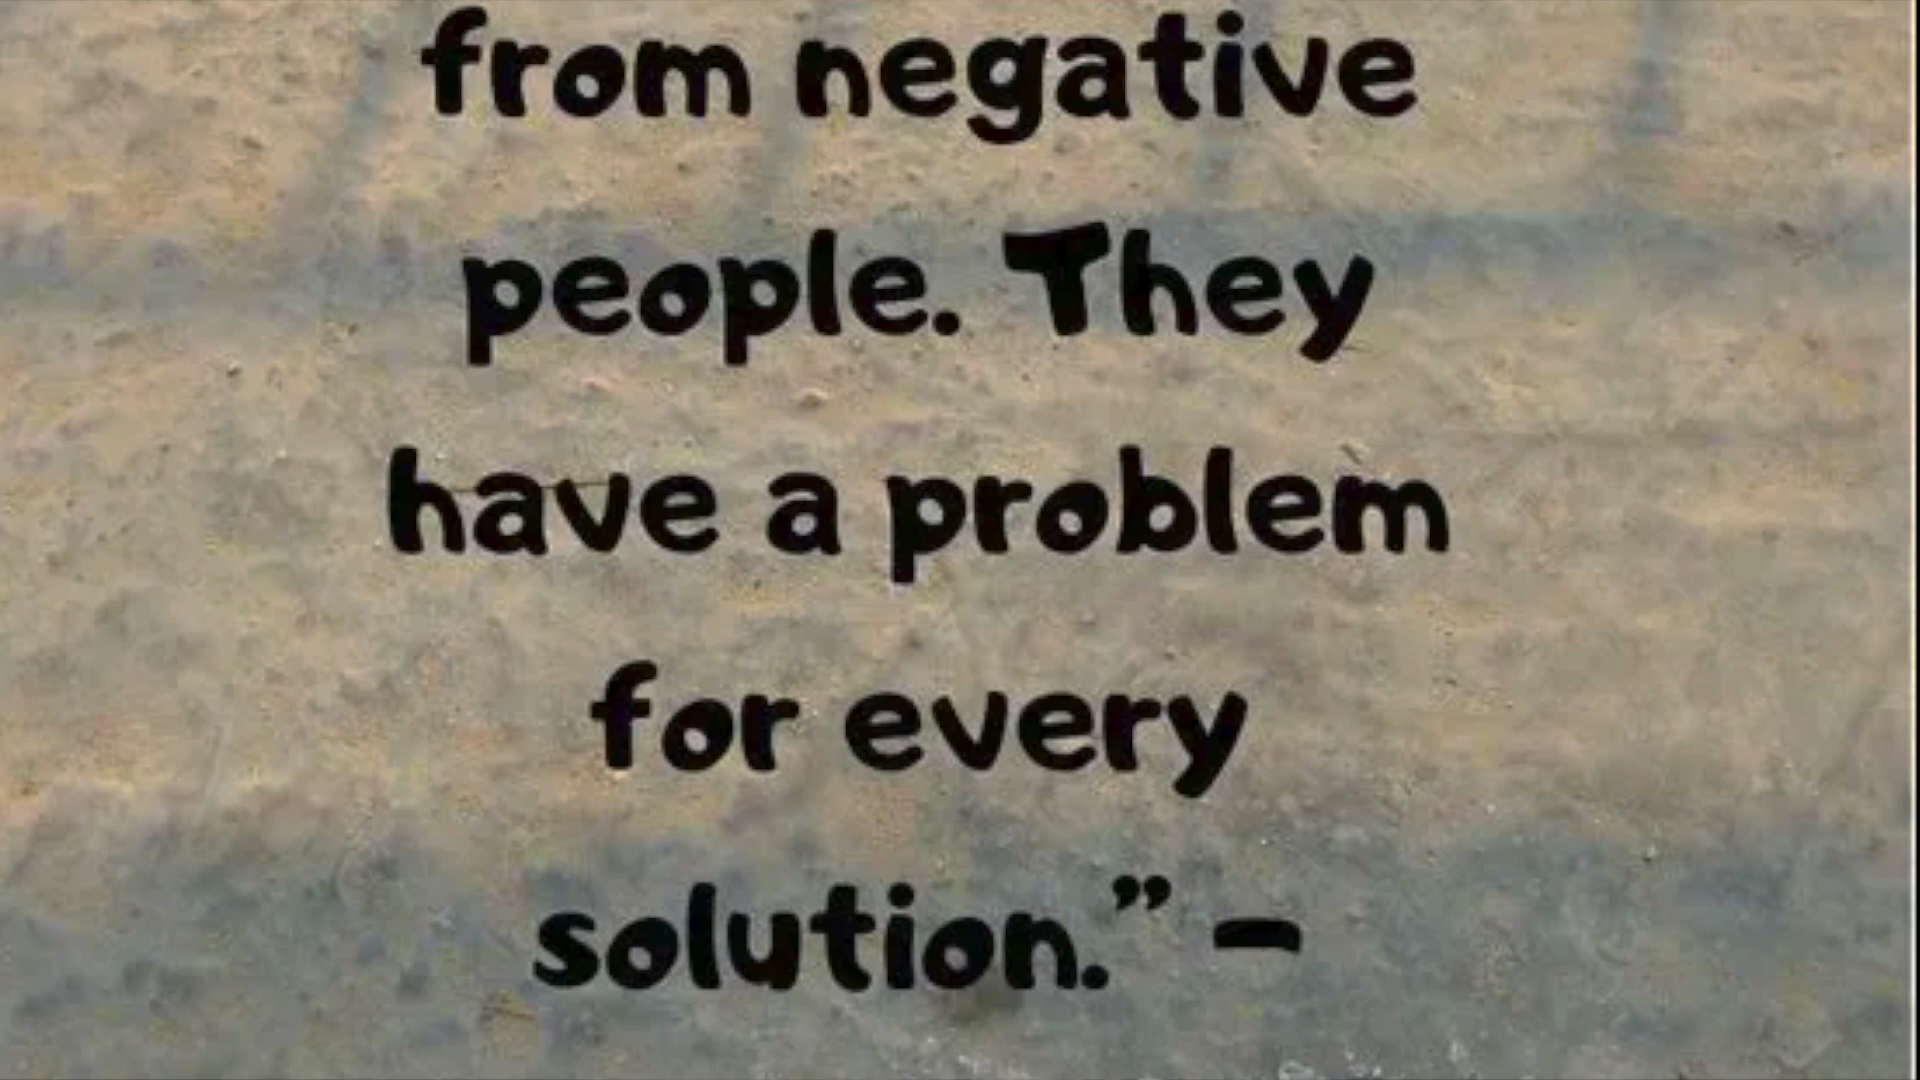 from negative
people. They
have a problem
for every
solution.” –